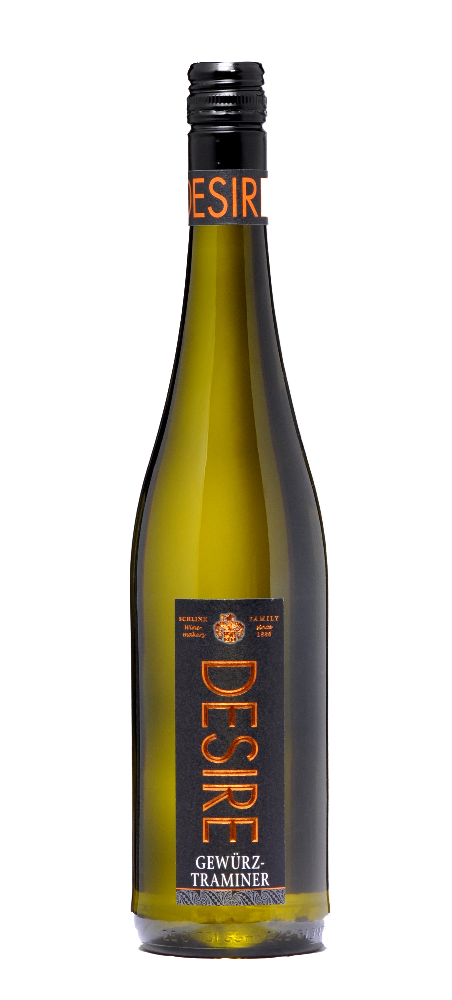 DESIRE
SCHLINK FAMILY
Wine- since
makers 1886
DESIRE
GEWÜRZ-
TRAMINER